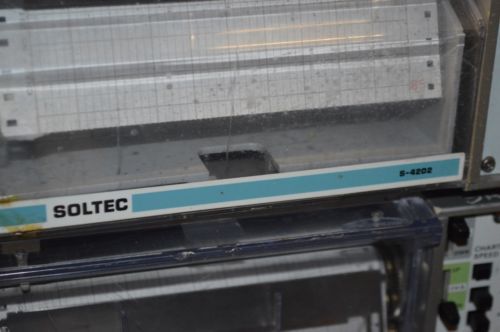 SOLTEC
S-4202
CHART
SPEED